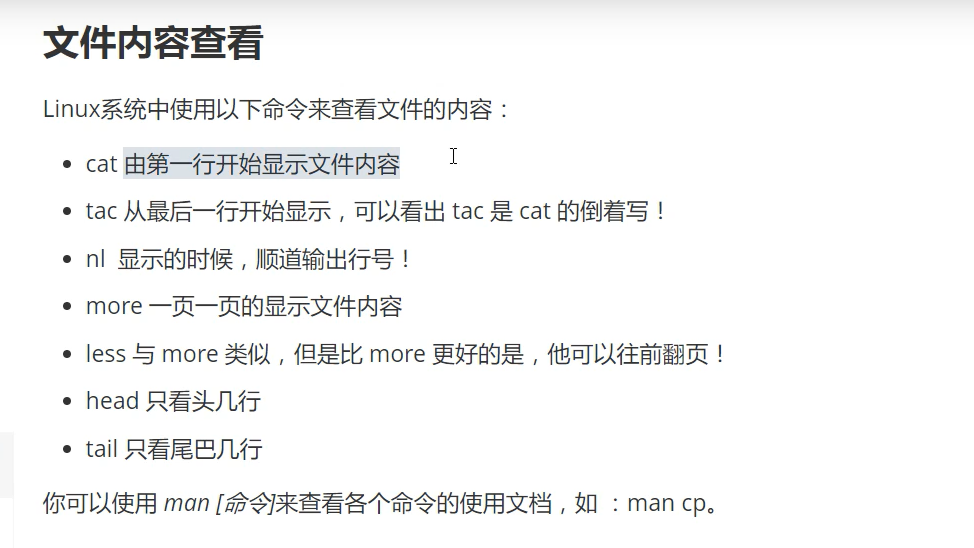 文件内容查看
Linux系统中使用以下命令来查看文件的内容：
cat 由第一行开始显示文件内容
tac 从最后一行开始显示，可以看出 tac 是 cat 的倒着写！
nl 显示的时候，顺道输出行号！
more 一页一页的显示文件内容
less 与 more 类似，但是比 more 更好的是，他可以往前翻页！
head 只看头几行
tail 只看尾巴几行
你可以使用 man [命令]来查看各个命令的使用文档，如 ：man cp。